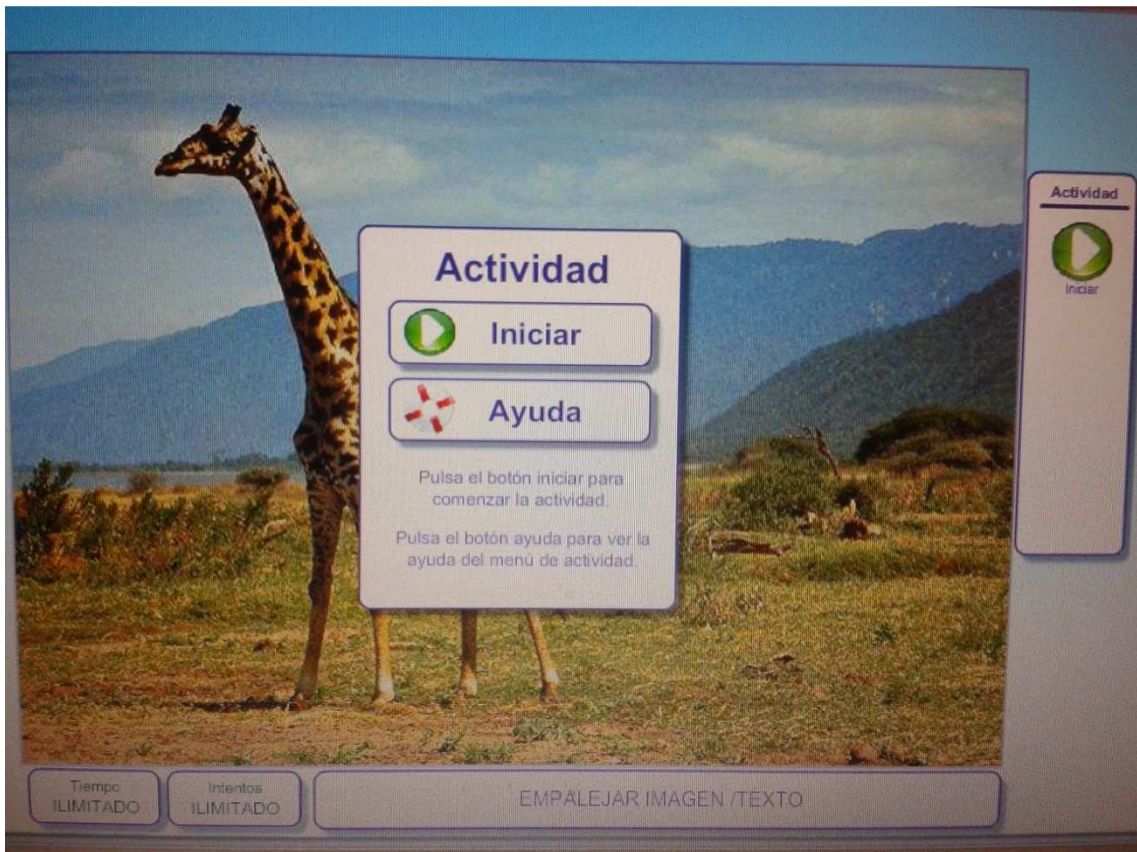 Actividad
Iniciar
Ayuda
Pulsa el botón iniciar para
comenzar la actividad.
Pulsa el botón ayuda para ver la
ayuda del menú de actividad.
Actividad
Iniciar
Tiempo
ILIMITADO
Intentos
ILIMITADO
EMPALEJAR IMAGEN /TEXTO